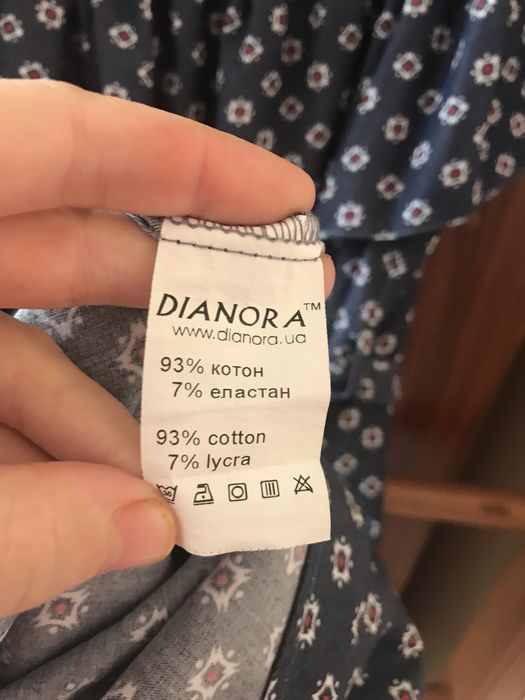 DIANORA™
www.dianora.ua
93% котон
7% еластан
93% cotton
7% lycra